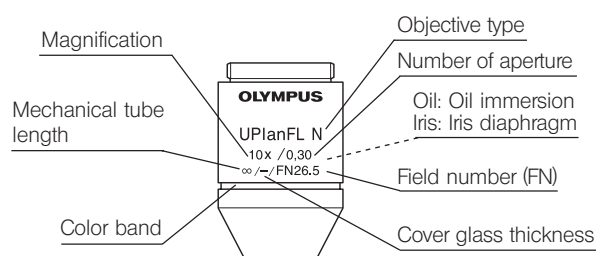 Magnification
Objective type
Number of aperture
Mechanical tube
length
Oil: Oil immersion
Iris: Iris diaphragm
OLYMPUS
UPlanFL N
10x / 0,30
∞/–/FN26.5
Field number (FN)
Color band
Cover glass thickness